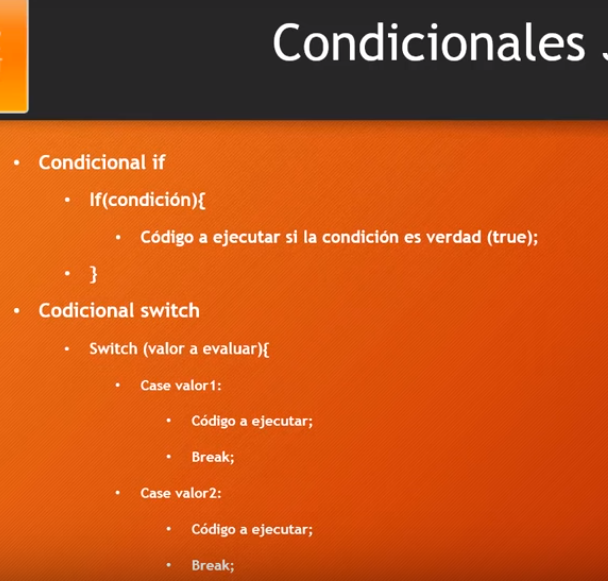 Condicionales
• Condicional if
• If(condición){
• Código a ejecutar si la condición es verdad (true);
• }
• Codicional switch
• Switch (valor a evaluar){
• Case valor1:
• Código a ejecutar;
• Break;
• Case valor2:
• Código a ejecutar;
• Break;